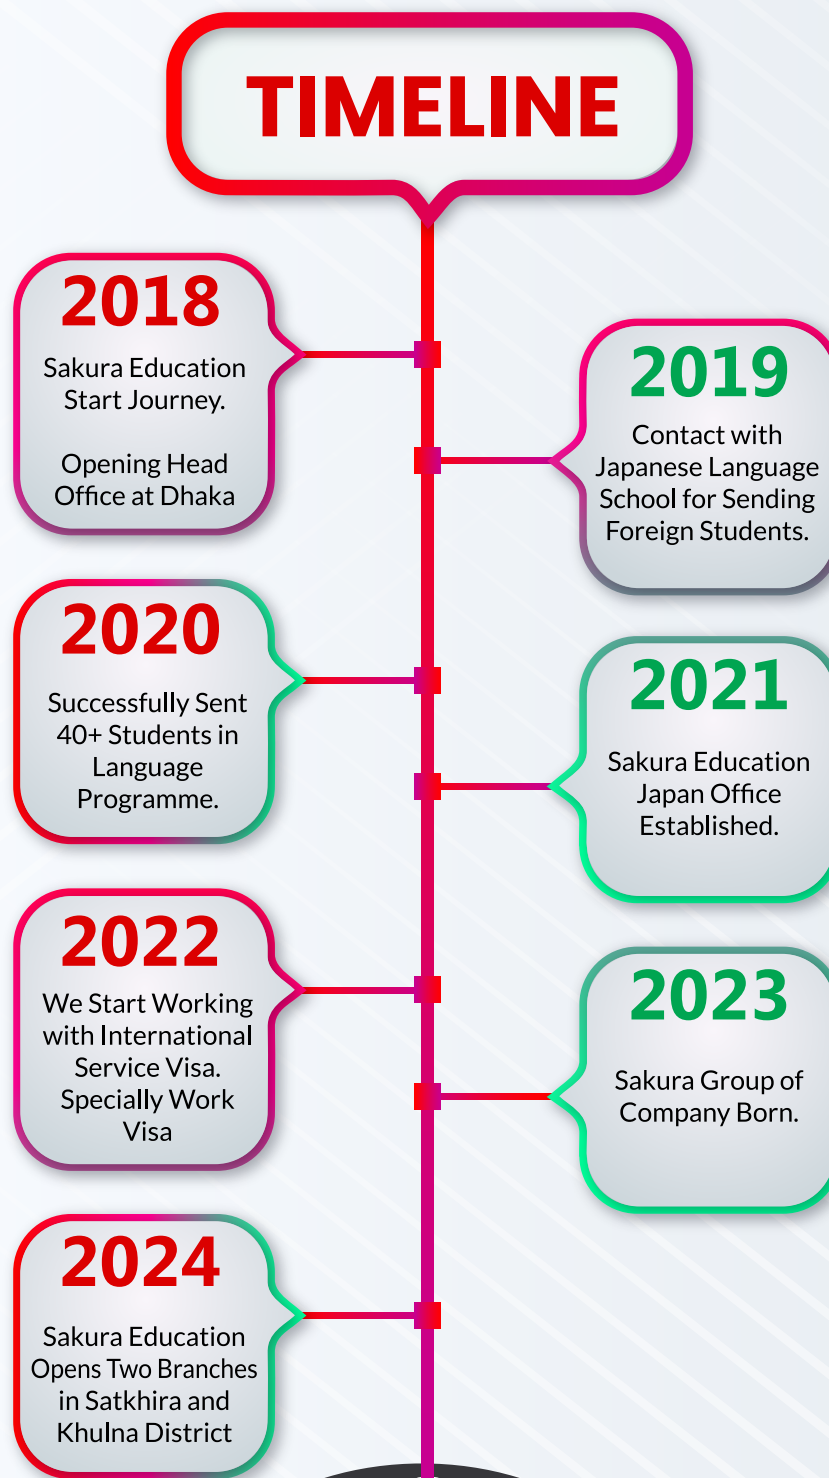 TIMELINE
2018
Sakura Education
Start Journey.
Opening Head
Office at Dhaka
2019
Contact with
Japanese Language
School for Sending
Foreign Students.
2020
Successfully Sent
40+ Students in
Language
Programme.
2021
Sakura Education
Japan Office
Established.
2022
We Start Working
with International
Service Visa.
Specially Work
Visa
2023
Sakura Group of
Company Born.
2024
Sakura Education
Opens Two Branches
in Satkhira and
Khulna District